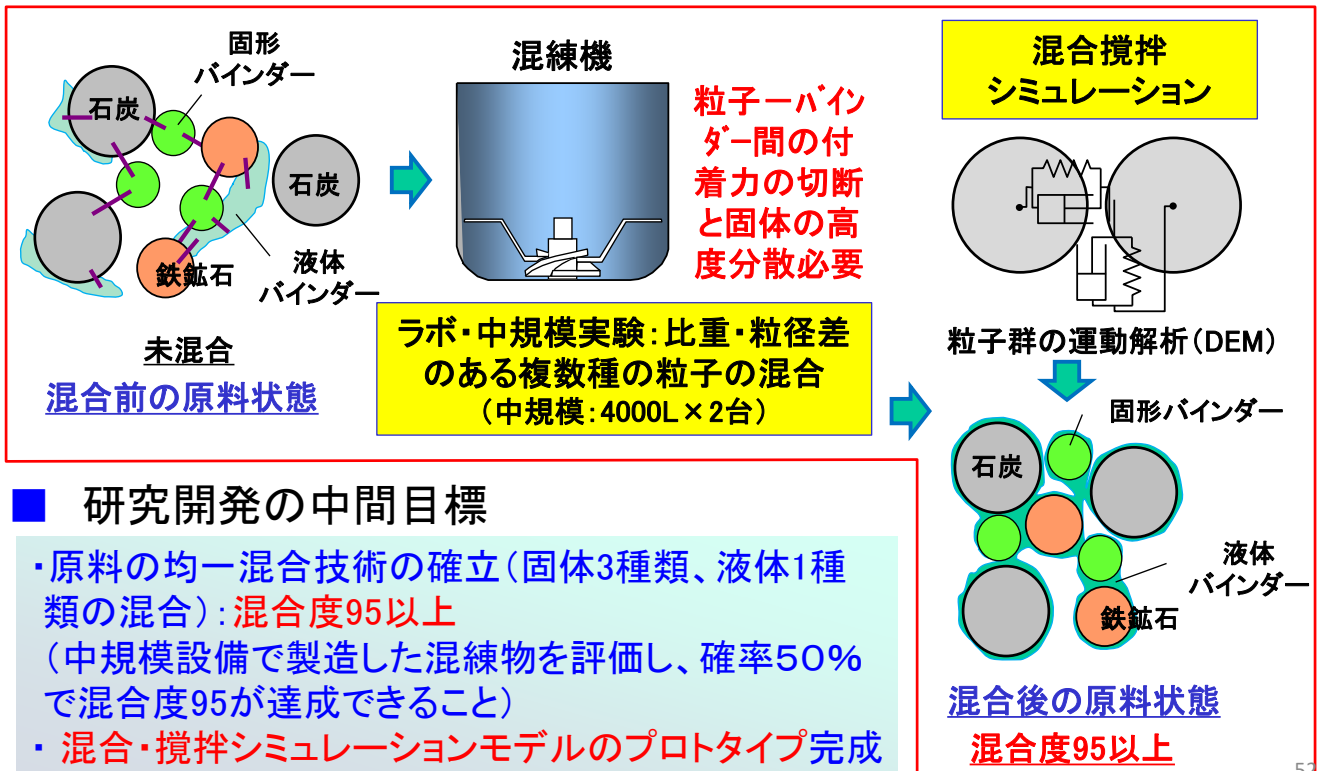 固形
バインダー
石炭
石炭
鉄鉱石
液体
バインダー
未混合
混合前の原料状態
混練機
粒子－バイン
ダー間の付
着力の切断
と固体の高
度分散必要
ラボ・中規模実験：比重・粒径差
のある複数種の粒子の混合
（中規模：4000L×2台）
混合撹拌
シミュレーション
粒子群の運動解析（DEM）
固形バインダー
石炭
液体
バインダー
鉄鉱石
混合後の原料状態
混合度95以上
■ 研究開発の中間目標
・原料の均一混合技術の確立（固体3種類、液体1種
類の混合）：混合度95以上
（中規模設備で製造した混練物を評価し、確率５０％
で混合度95が達成できること）
・ 混合・撹拌シミュレーションモデルのプロトタイプ完成